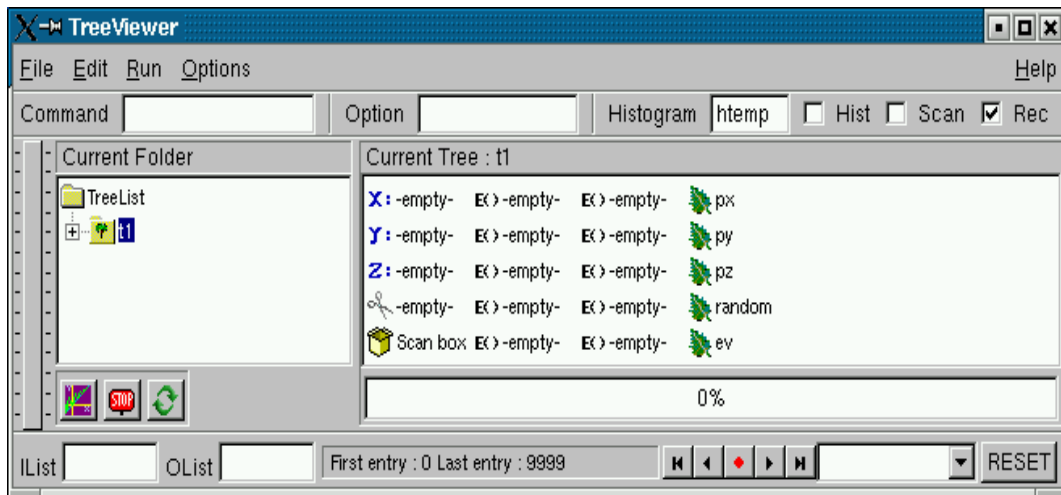 TreeViewer
File Edit Run Options Help
Command Option Histogram htemp Hist Scan Rec
Current Folder Current Tree : t1
TreeList
t1
X: -empty- E() -empty- E() -empty- px
Y: -empty- E() -empty- E() -empty- py
Z: -empty- E() -empty- E() -empty- pz
-empty- E() -empty- E() -empty- random
Scan box E() -empty- E() -empty- ev
STOP
0%
IList OList First entry : 0 Last entry : 9999 RESET